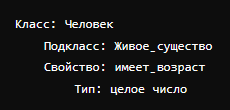 Класс: Человек
Подкласс: Живое_существо
Свойство: имеет_возраст
Тип: целое число